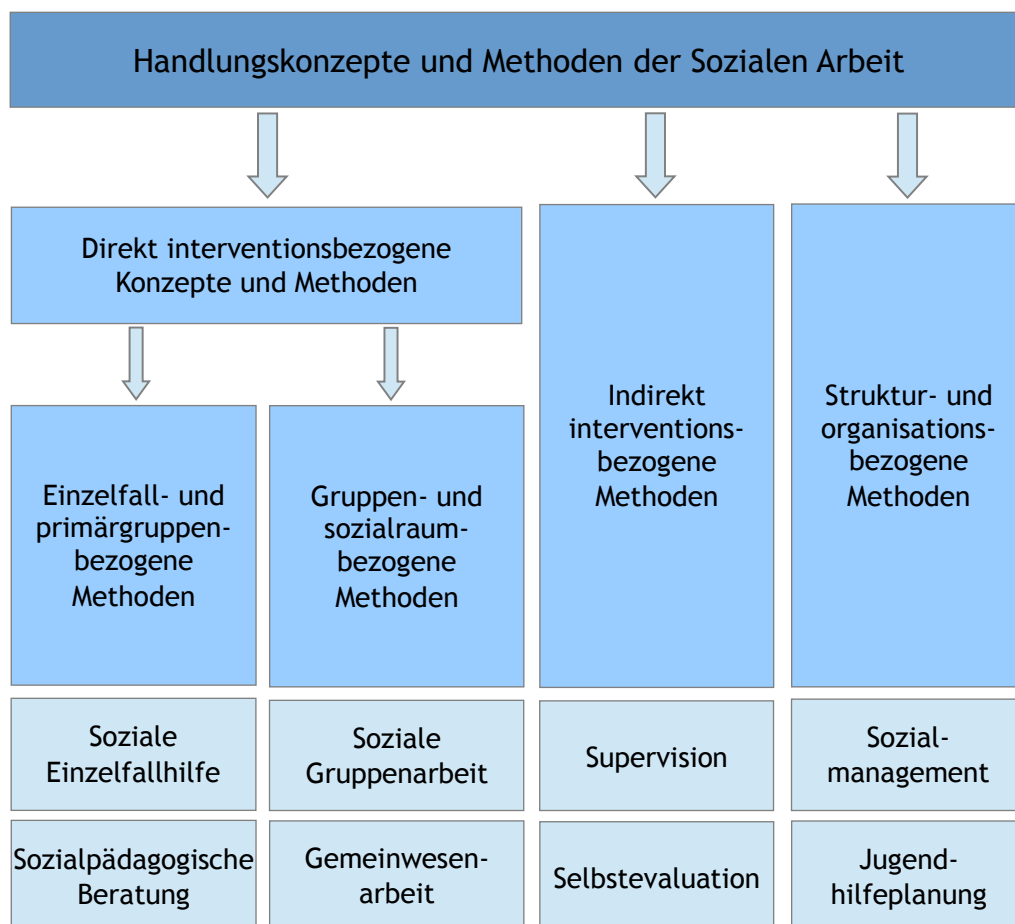 Handlungskonzepte und Methoden der Sozialen Arbeit
Direkt interventionsbezogene
Konzepte und Methoden
Einzelfall- und
primärgruppen-
bezogene
Methoden
Gruppen- und
sozialraum-
bezogene
Methoden
Indirekt
interventions-
bezogene
Methoden
Struktur- und
organisations-
bezogene
Methoden
Soziale
Einzelfallhilfe
Soziale
Gruppenarbeit
Supervision
Sozial-
management
Sozialpädagogische
Beratung
Gemeinwesen-
arbeit
Selbstevaluation
Jugend-
hilfeplanung